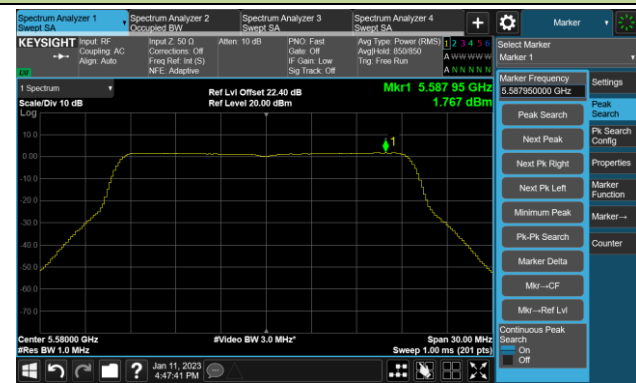 Spectrum Analyzer 1
Swept SA
Spectrum Analyzer 2
Occupied BW
Spectrum Analyzer 3
Swept SA
Spectrum Analyzer 4
Swept SA
+
Marker
KEYSIGHT
Input: RF
Coupling: AC
Align: Auto
Input Z: 50 Ω
Corrections: Off
Freq Ref: Int (S)
NFE: Adaptive
Atten: 10 dB
PNO: Fast
Gate: Off
IF Gain: Low
Sig Track: Off
Avg Type: Power (RMS)
Avg|Hold: 850/850
Trig: Free Run
1 2 3 4 5 6
A W W W W W
A N N N N N
Select Marker
Marker 1
1 Spectrum
Scale/Div 10 dB
Log
Ref Lvl Offset 22.40 dB
Ref Level 20.00 dBm
Mkr1 5.587 95 GHz
1.767 dBm
10.0
0.00
-10.0
-20.0
-30.0
-40.0
-50.0
-60.0
-70.0
1
Center 5.58000 GHz
#Res BW 1.0 MHz
#Video BW 3.0 MHz*
Span 30.00 MHz
Sweep 1.00 ms (201 pts)
Marker Frequency
5.587950000 GHz
Peak Search
Next Peak
Next Pk Right
Next Pk Left
Minimum Peak
Pk-Pk Search
Marker Delta
Mkr→CF
Mkr→Ref Lvl
Continuous Peak
Search
On
Off
Settings
Peak
Search
Pk Search
Config
Properties
Marker
Function
Marker→
Counter
?
Jan 11, 2023
4:47:41 PM